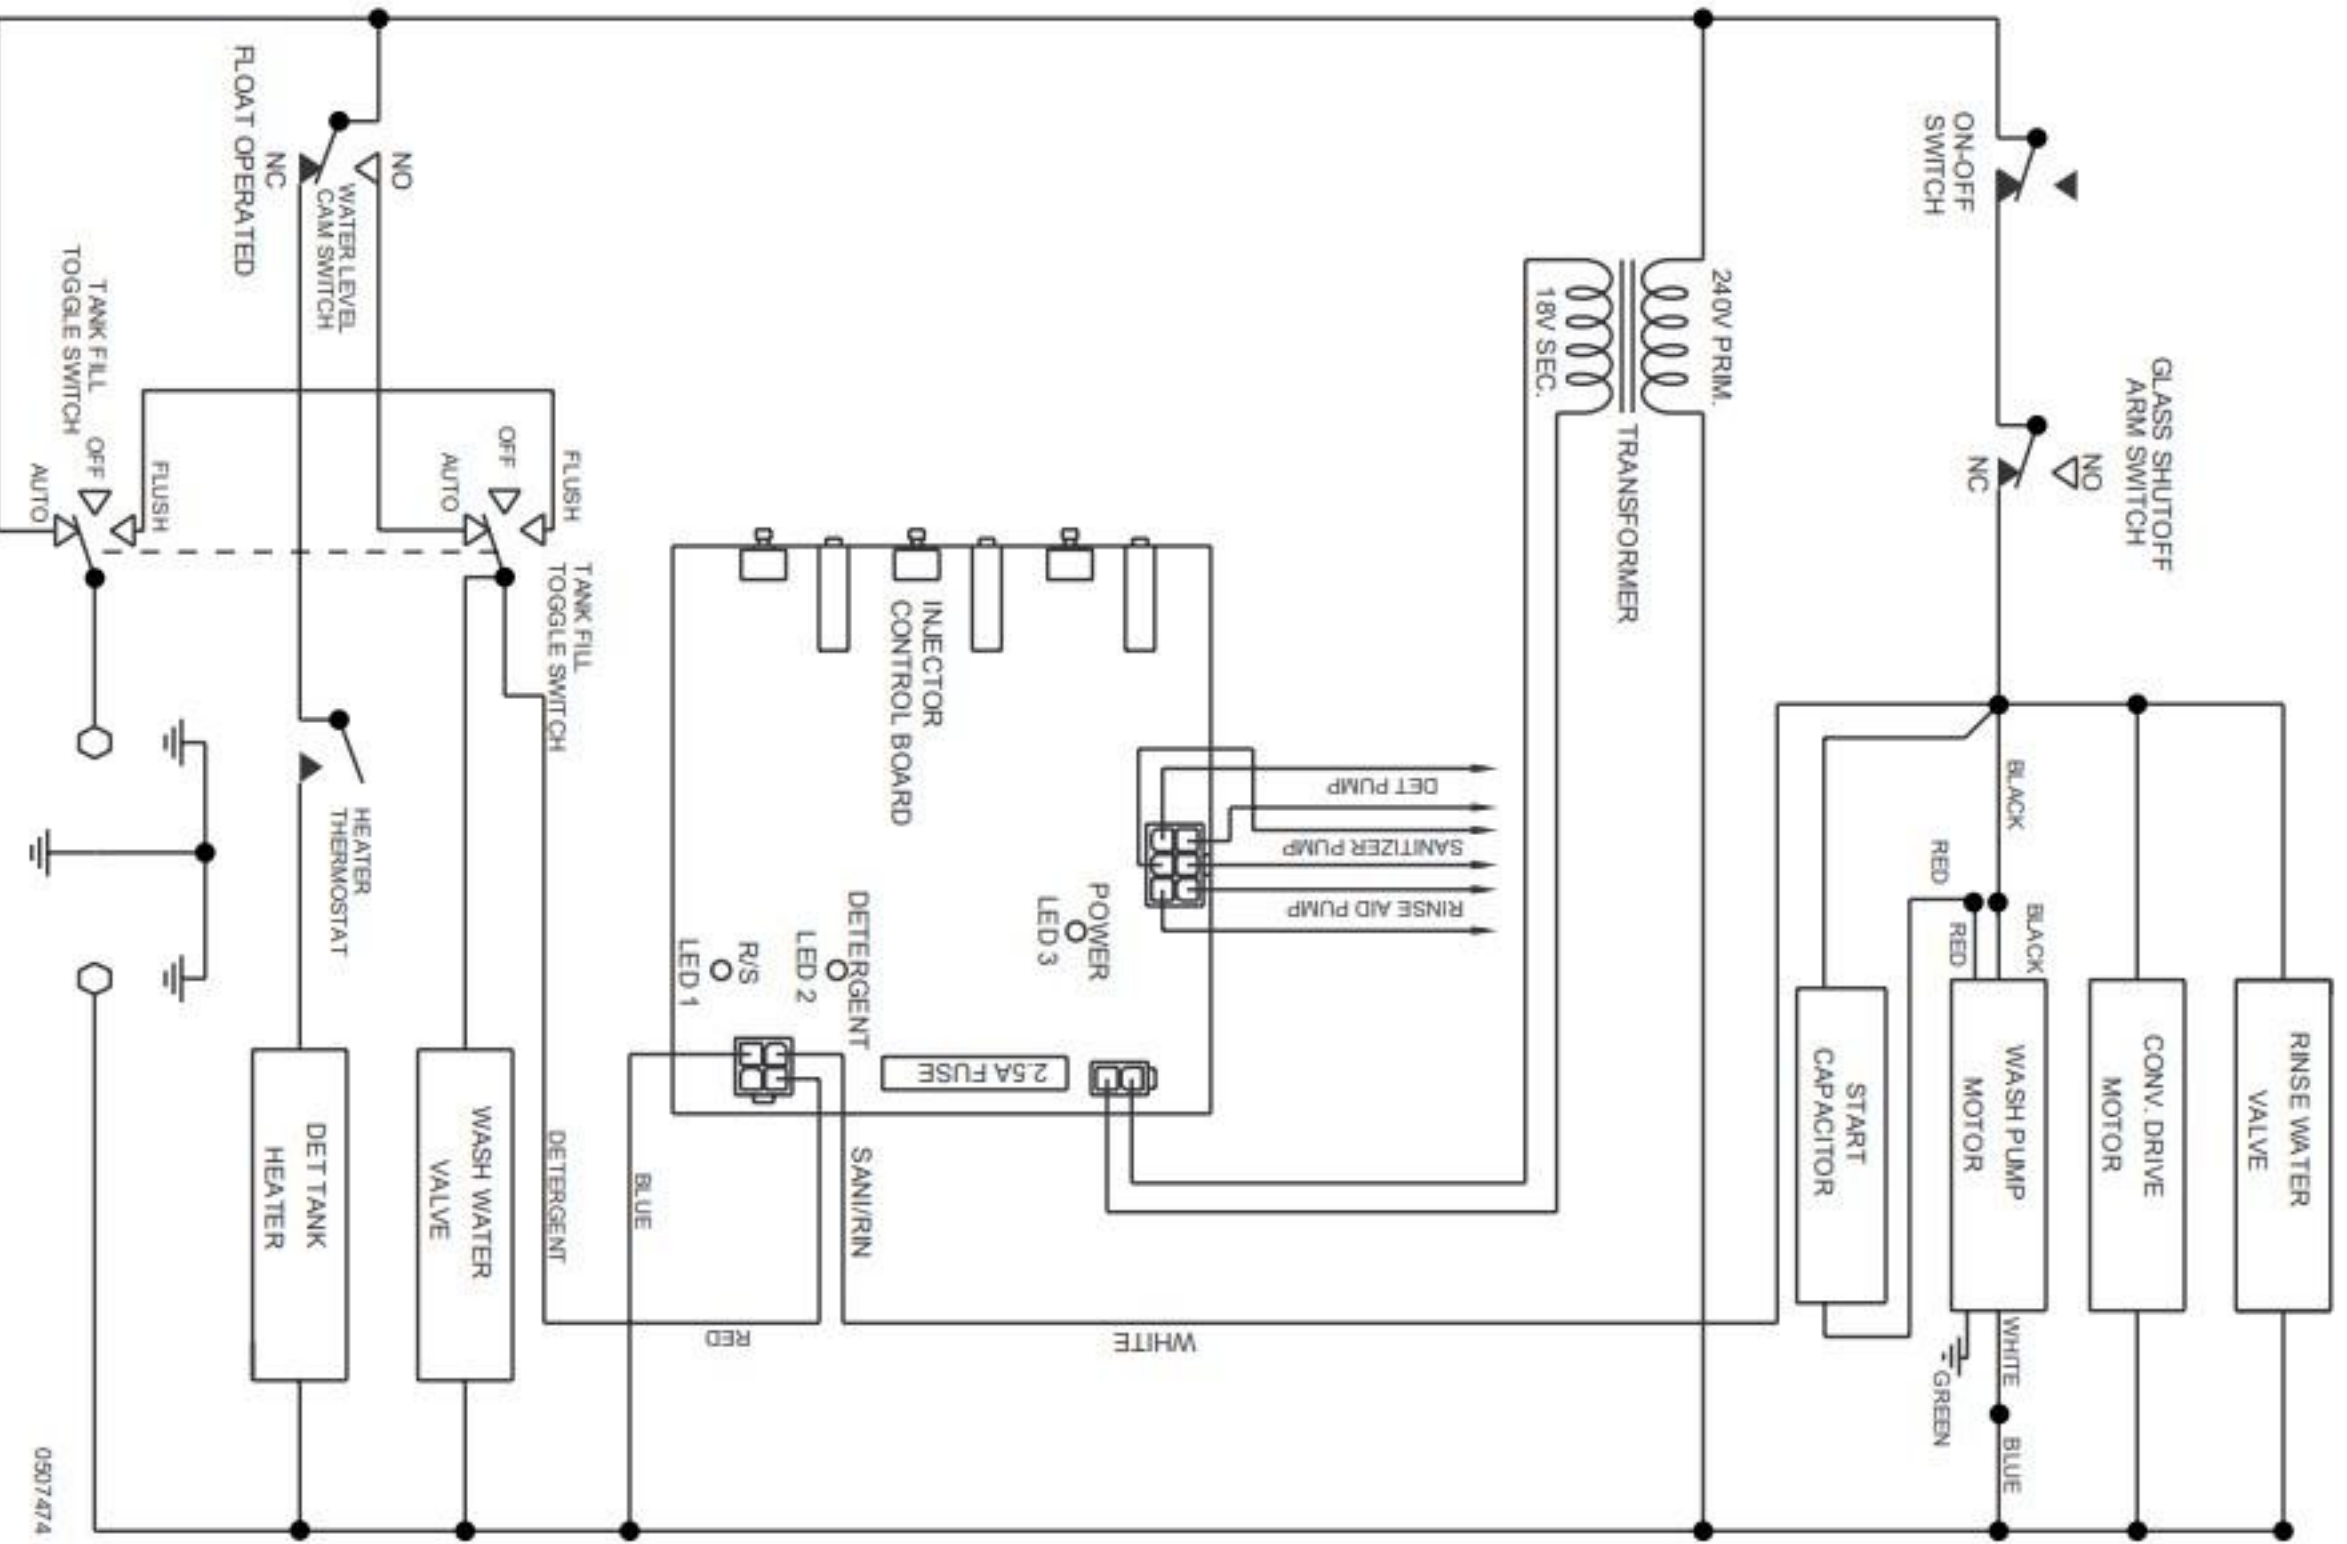 GLASS SHUTOFF
ARM SWITCH
ON-OFF
SWITCH
NO
NC
BLACK
RED
BLACK
RED
RINSE WATER
VALVE
CONV. DRIVE
MOTOR
WASH PUMP
MOTOR
START
CAPACITOR
WHITE
GREEN
BLUE
240V PRIM.
TRANSFORMER
18V SEC.
DET PUMP
SANITIZER PUMP
RINSE AID PUMP
INJECTOR
CONTROL BOARD
POWER
LED 3
DETERGENT
LED 2
R/S
LED 1
2.5A FUSE
SANI/RIN
BLUE
DETERGENT
WHITE
RED
TANK FILL
TOGGLE SWITCH
FLUSH
OFF
AUTO
NO
WATER LEVEL
CAM SWITCH
NC
FLOAT OPERATED
HEATER
THERMOSTAT
WASH WATER
VALVE
DET TANK
HEATER
FLUSH
TANK FILL
TOGGLE SWITCH
OFF
AUTO
0507474